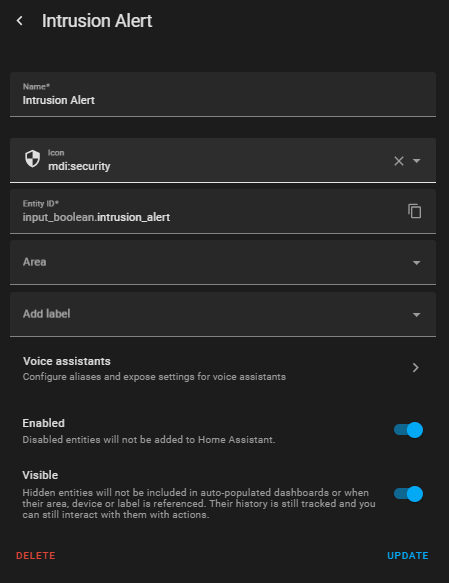 Intrusion Alert
Name*
Intrusion Alert
Icon
mdi:security
Entity ID*
input_boolean.intrusion_alert
Area
Add label
Voice assistants
Configure aliases and expose settings for voice assistants
Enabled
Disabled entities will not be added to Home Assistant.
Visible
Hidden entities will not be included in auto-populated dashboards or when
their area, device or label is referenced. Their history is still tracked and you
can still interact with them with actions.
DELETE
UPDATE